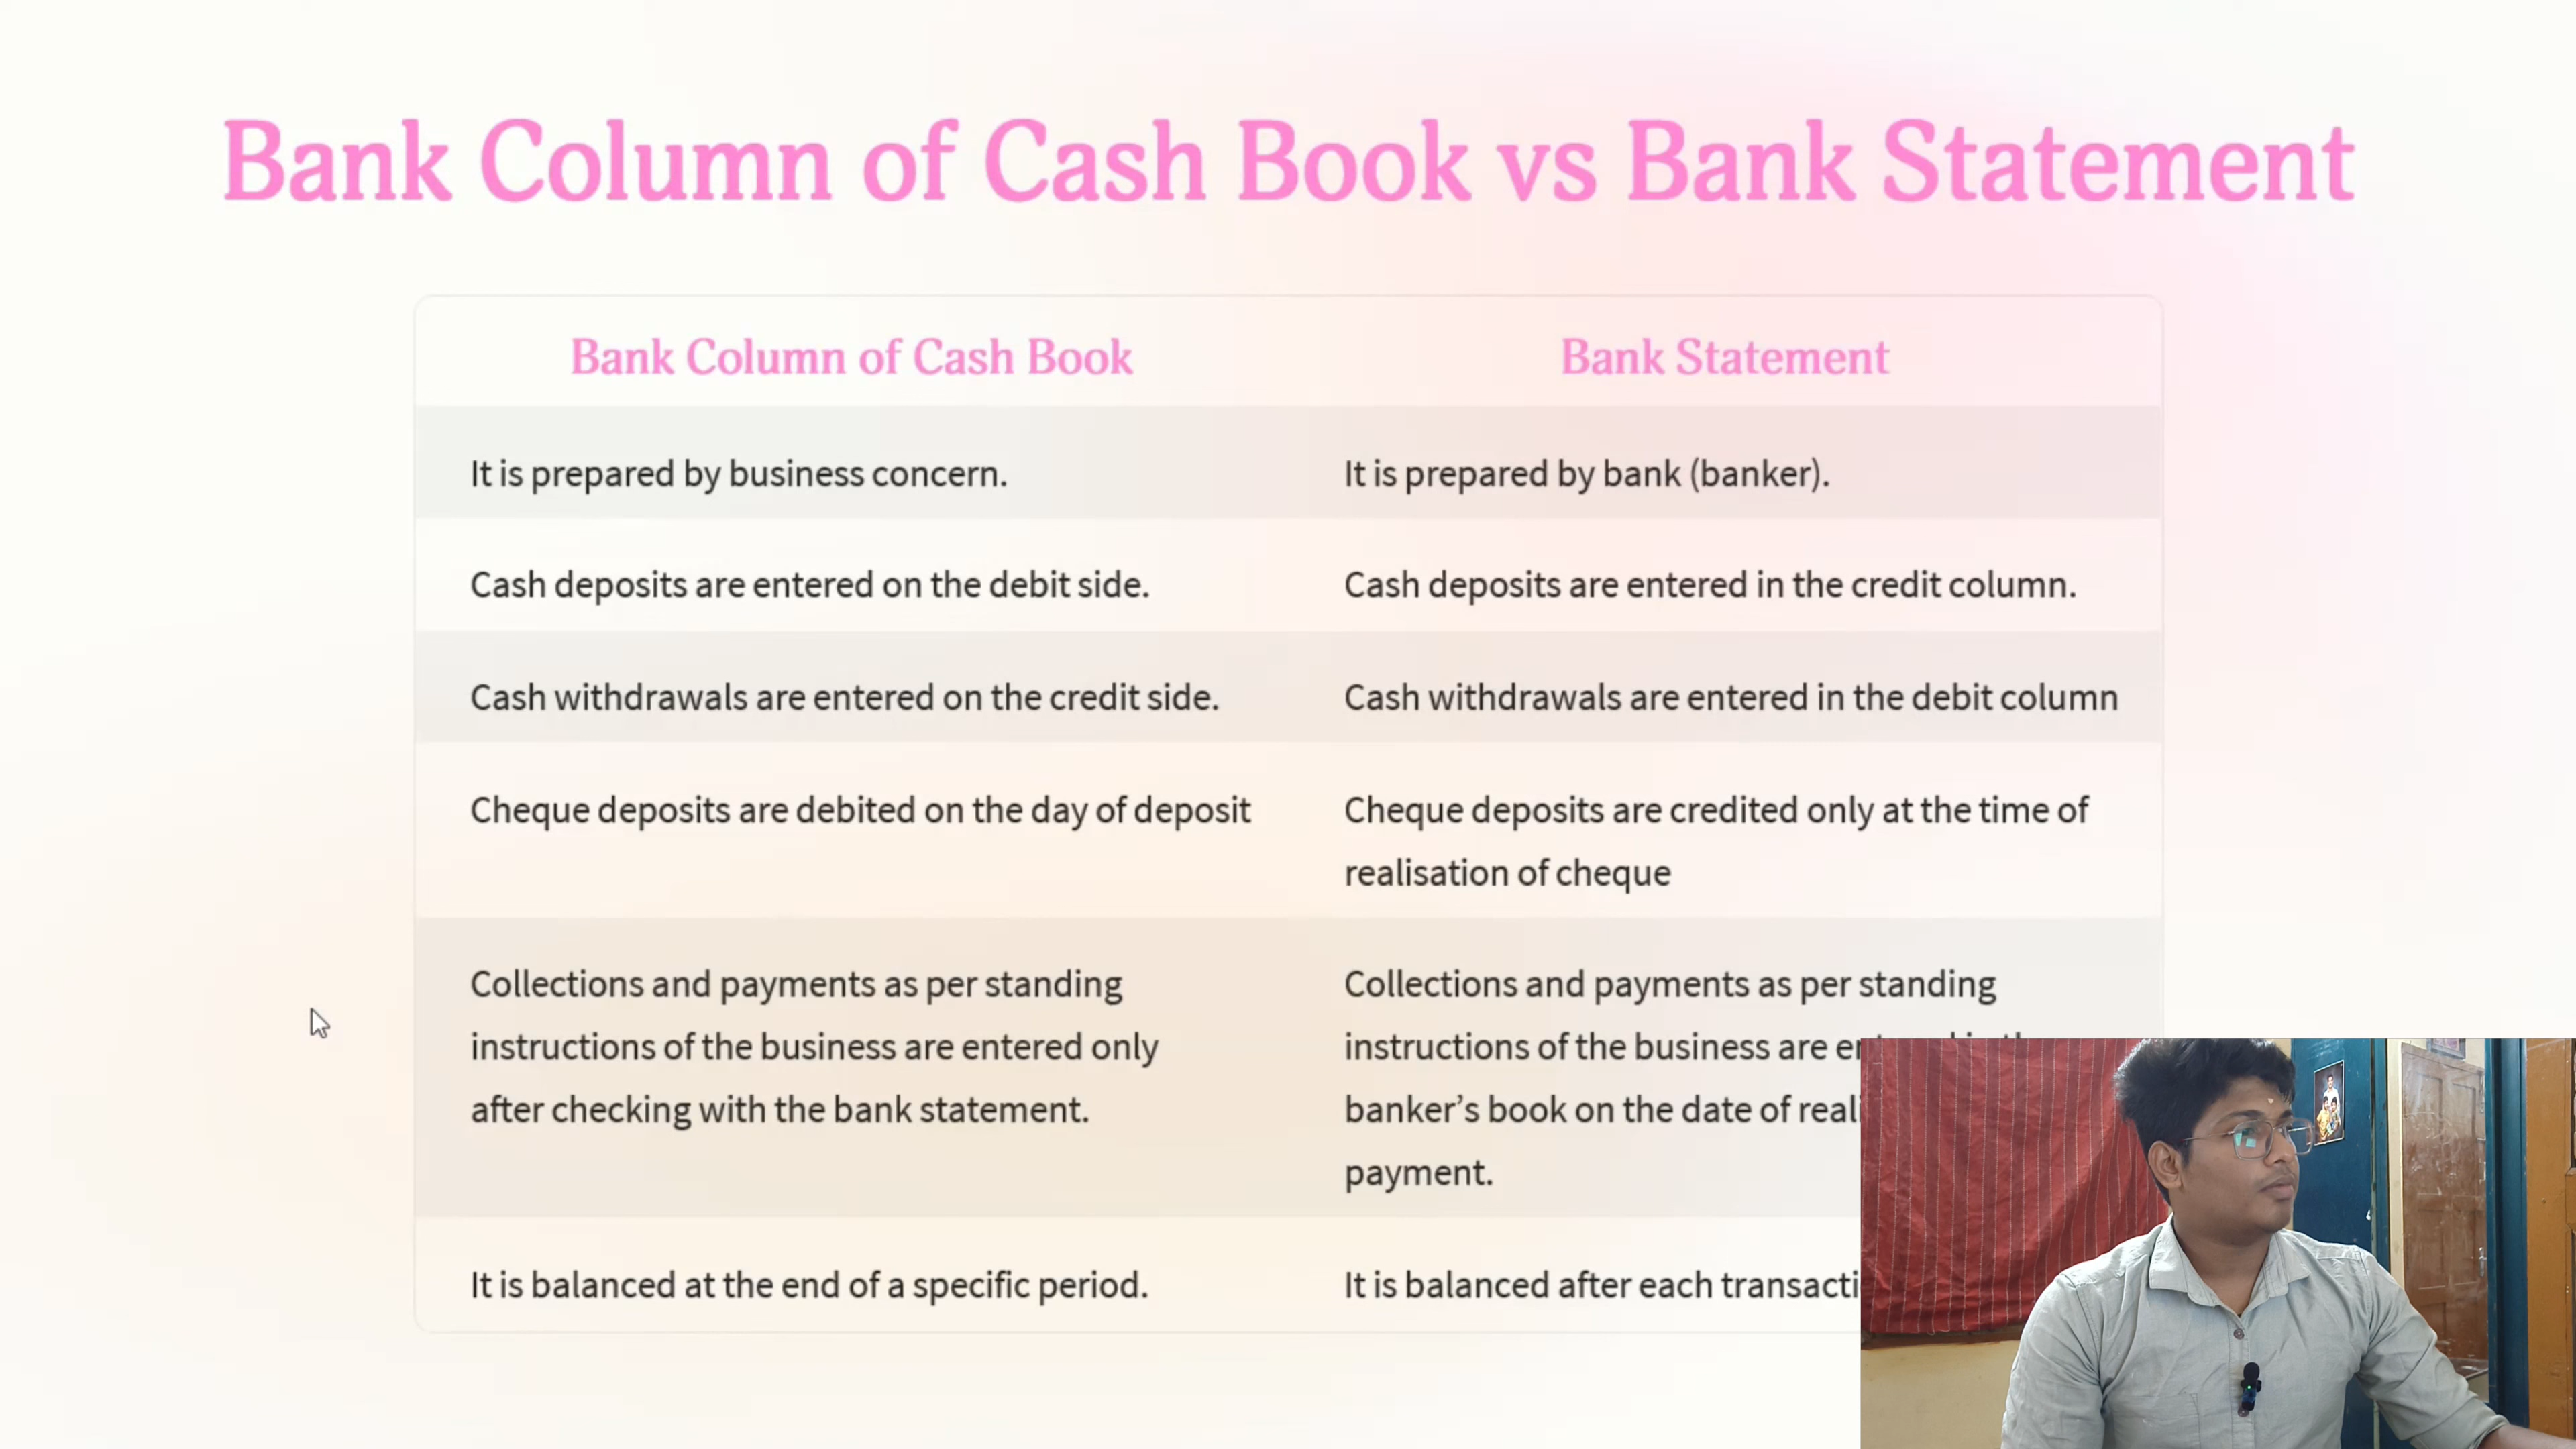 Bank Column of Cash Book vs Bank Statement
Bank Column of Cash Book
Bank Statement
It is prepared by business concern.
It is prepared by bank (banker).
Cash deposits are entered on the debit side.
Cash deposits are entered in the credit column.
Cash withdrawals are entered on the credit side.
Cash withdrawals are entered in the debit column
Cheque deposits are debited on the day of deposit
Cheque deposits are credited only at the time of
realisation of cheque
Collections and payments as per standing
instructions of the business are entered only
after checking with the bank statement.
Collections and payments as per standing
instructions of the business are
banker’s book on the date of
payment.
It is balanced at the end of a specific period.
It is balanced after each